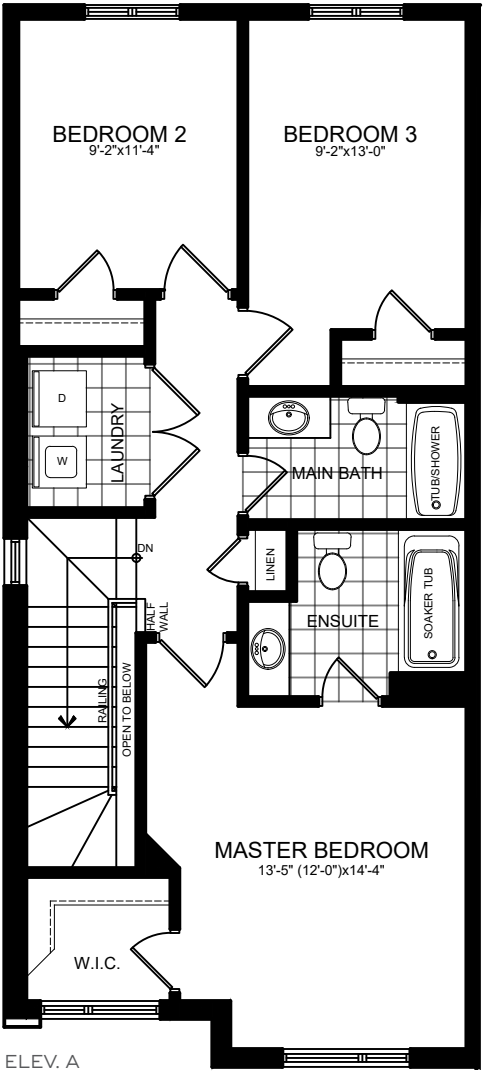 BEDROOM 2
9'-2"x11'-4"
BEDROOM 3
9'-2"x13'-0"
D
W
LAUNDRY
MAIN BATH
TUB/SHOWER
DN
LINEN
HALF
WALL
ENSUITE
SOAKER TUB
RAILING
OPEN TO BELOW
MASTER BEDROOM
13'-5" (12'-0")x14'-4"
W.I.C.
ELEV. A